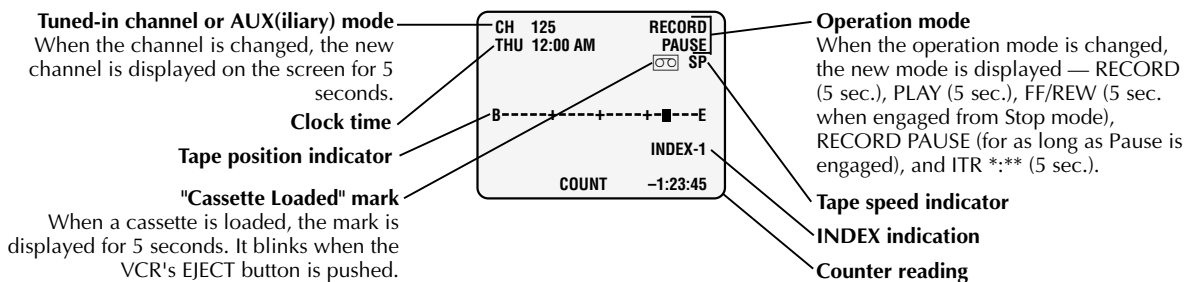 Tuned-in channel or AUX(iliary) mode
When the channel is changed, the new
channel is displayed on the screen for 5
seconds.
Clock time
Tape position indicator
"Cassette Loaded" mark
When a cassette is loaded, the mark is
displayed for 5 seconds. It blinks when the
VCR's EJECT button is pushed.
CH 125 RECORD
THU 12:00 AM PAUSE
SP
B----+----+----+-■---E
INDEX-1
COUNT –1:23:45
Operation mode
When the operation mode is changed,
the new mode is displayed — RECORD
(5 sec.), PLAY (5 sec.), FF/REW (5 sec.
when engaged from Stop mode),
RECORD PAUSE (for as long as Pause is
engaged), and ITR *:** (5 sec.).
Tape speed indicator
INDEX indication
Counter reading